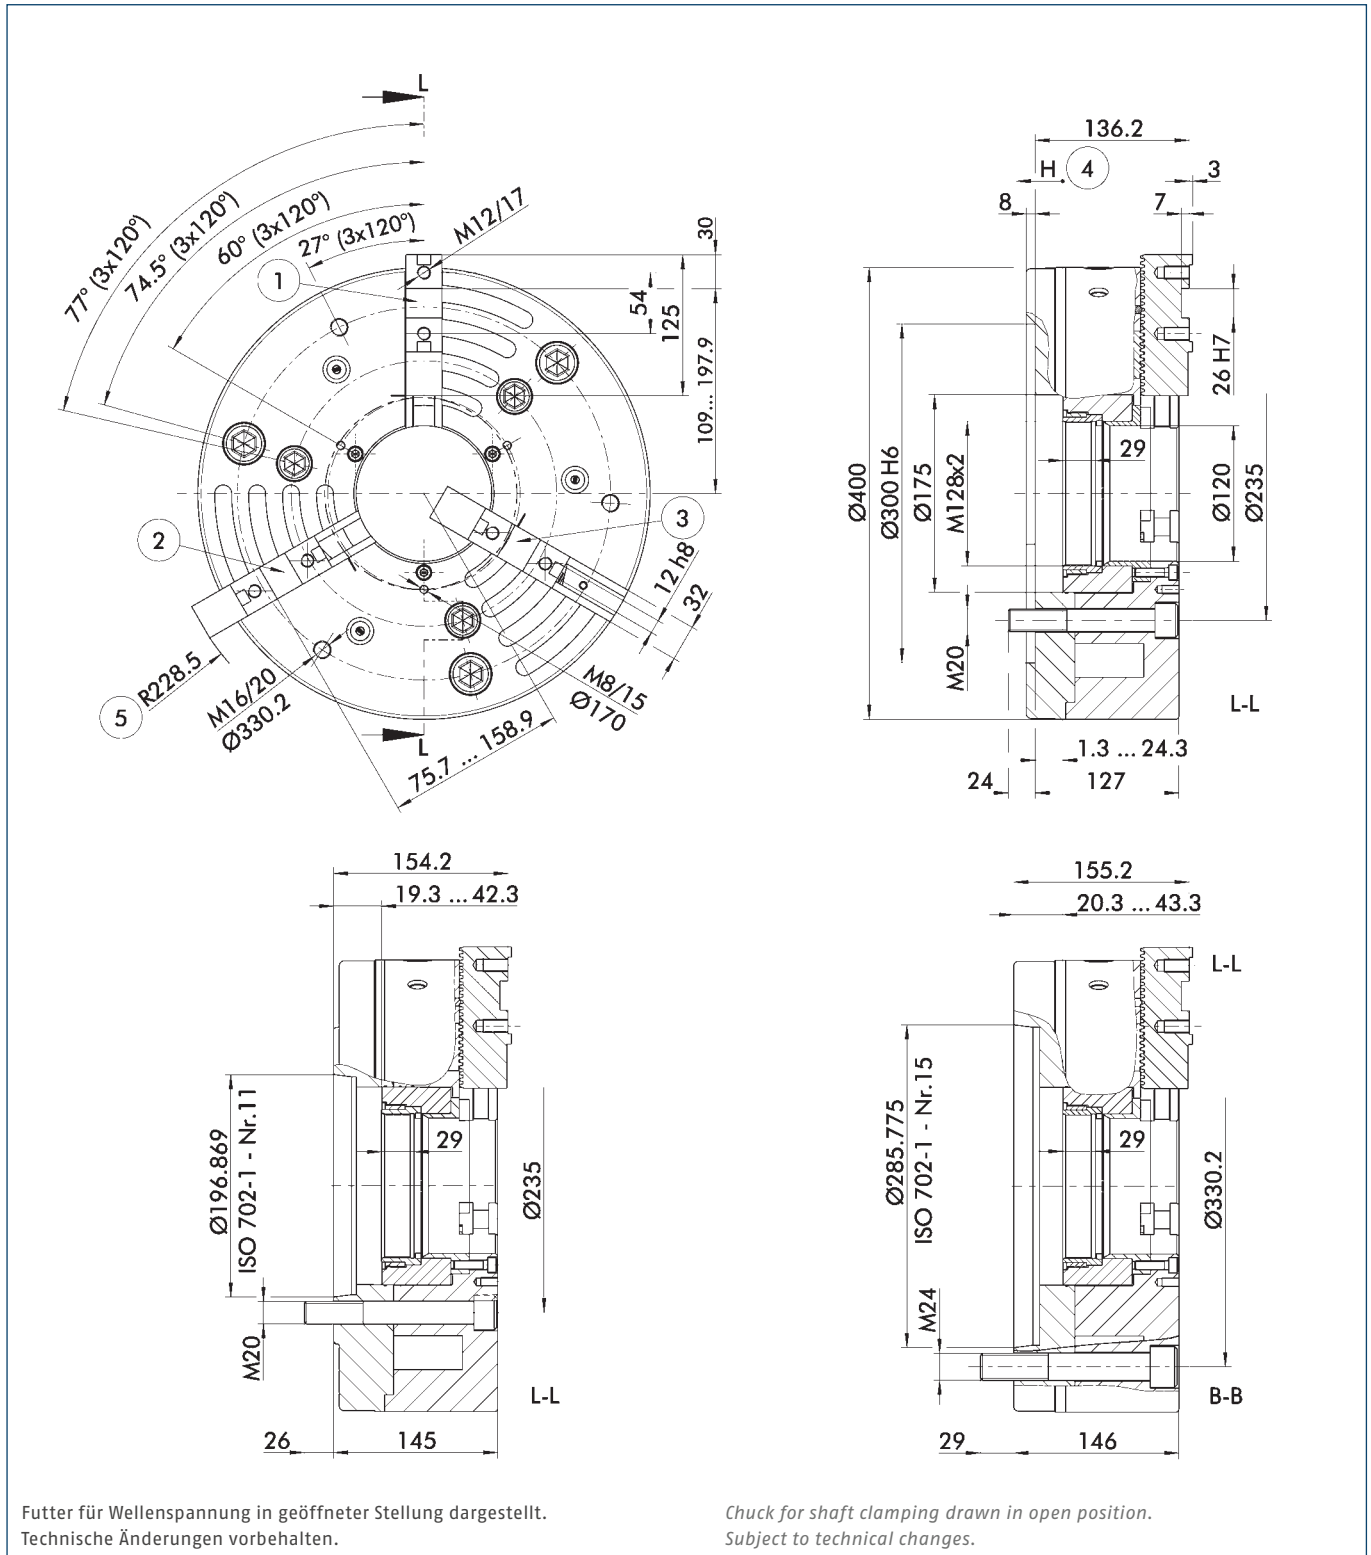 L
77° (3x120°)
74.5° (3x120°)
60° (3x120°)
27° (3x120°)
M12/17
1
30
54
125
109... 197.9
2
3
12 h8
32
5
R228.5
M16/20
Ø330.2
M8/15
Ø170
L
75.7 ... 158.9
136.2
H
4
3
8
7
26 H7
Ø400
Ø300 H6
Ø175
M128x2
29
Ø120
Ø235
M20
L-L
1.3 ... 24.3
24
127
154.2
19.3 ... 42.3
Ø196.869
ISO 702-1 - Nr.11
29
Ø235
M20
L-L
26
145
155.2
20.3 ... 43.3
L-L
Ø285.775
ISO 702-1 - Nr.15
29
Ø330.2
M24
B-B
29
146
Futter für Wellenspannung in geöffneter Stellung dargestellt.
Technische Änderungen vorbehalten.
Chuck for shaft clamping drawn in open position.
Subject to technical changes.